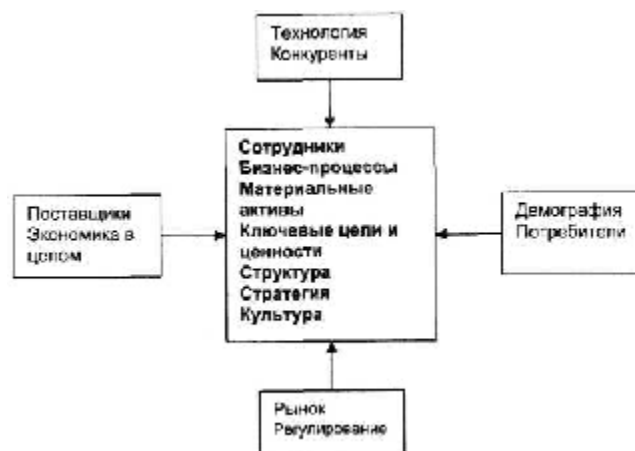 Технология
Конкуренты
Сотрудники
Бизнес-процессы
Материальные
активы
Ключевые цели и
ценности
Структура
Стратегия
Культура
Поставщики
Экономика в
целом
Демография
Потребители
Рынок
Регулирование